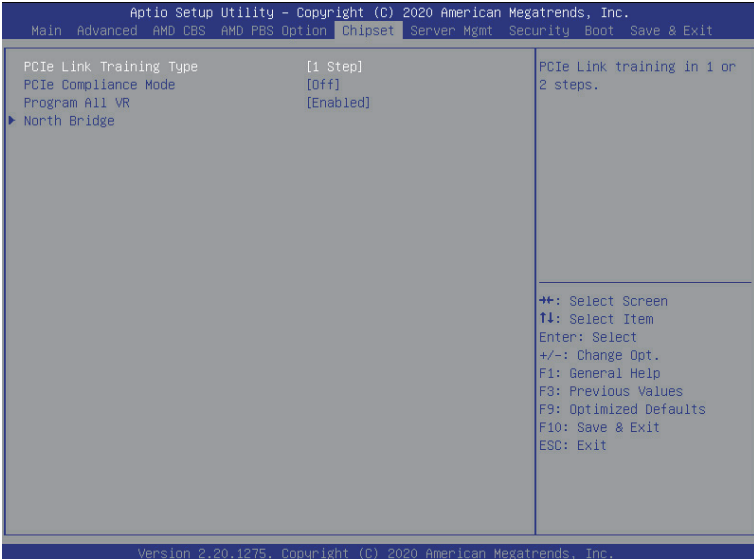 Aptio Setup Utility – Copyright (C) 2020 American Megatrends, Inc.
Main Advanced AMD CBS AMD PBS Option Chipset Server Mgmt Security Boot Save & Exit
PCIe Link Training Type [1 Step]
PCIe Compliance Mode [Off]
Program All VR [Enabled]
North Bridge
PCIe Link training in 1 or
2 steps.
→←: Select Screen
↑↓: Select Item
Enter: Select
+/-: Change Opt.
F1: General Help
F3: Previous Values
F9: Optimized Defaults
F10: Save & Exit
ESC: Exit
Version 2.20.1275. Copyright (C) 2020 American Megatrends, Inc.